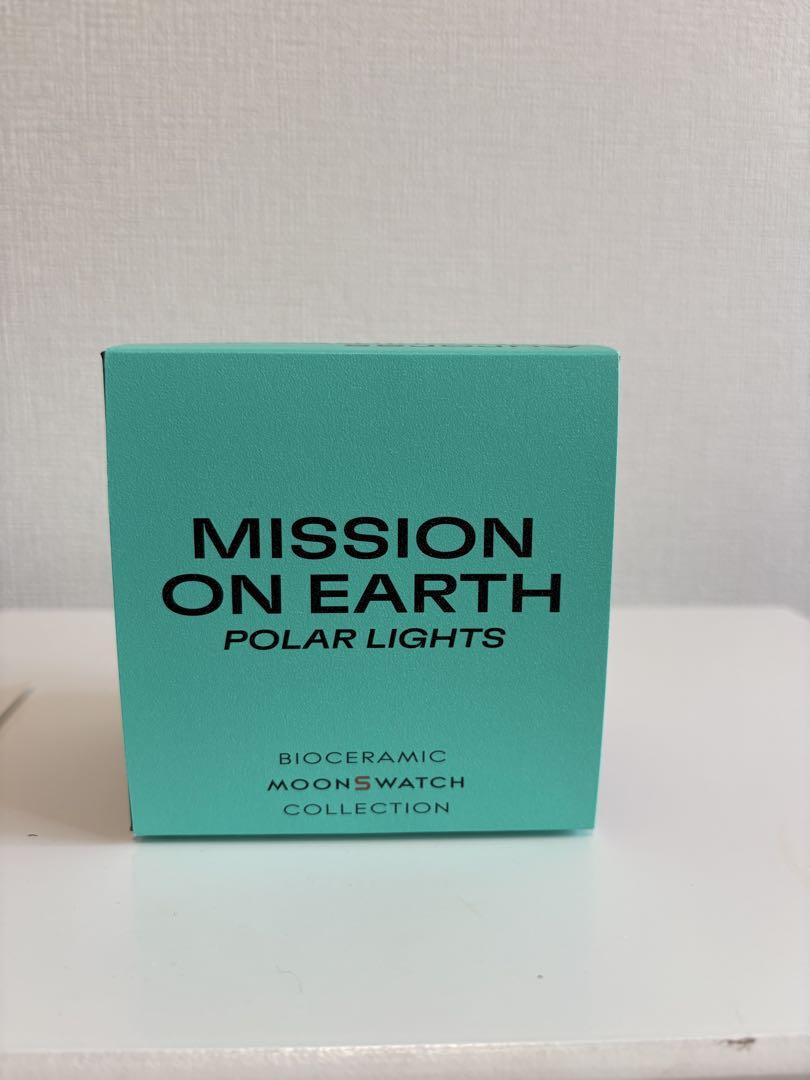 MISSION
ON EARTH
POLAR LIGHTS
BIOCERAMIC
MOONSWATCH
COLLECTION